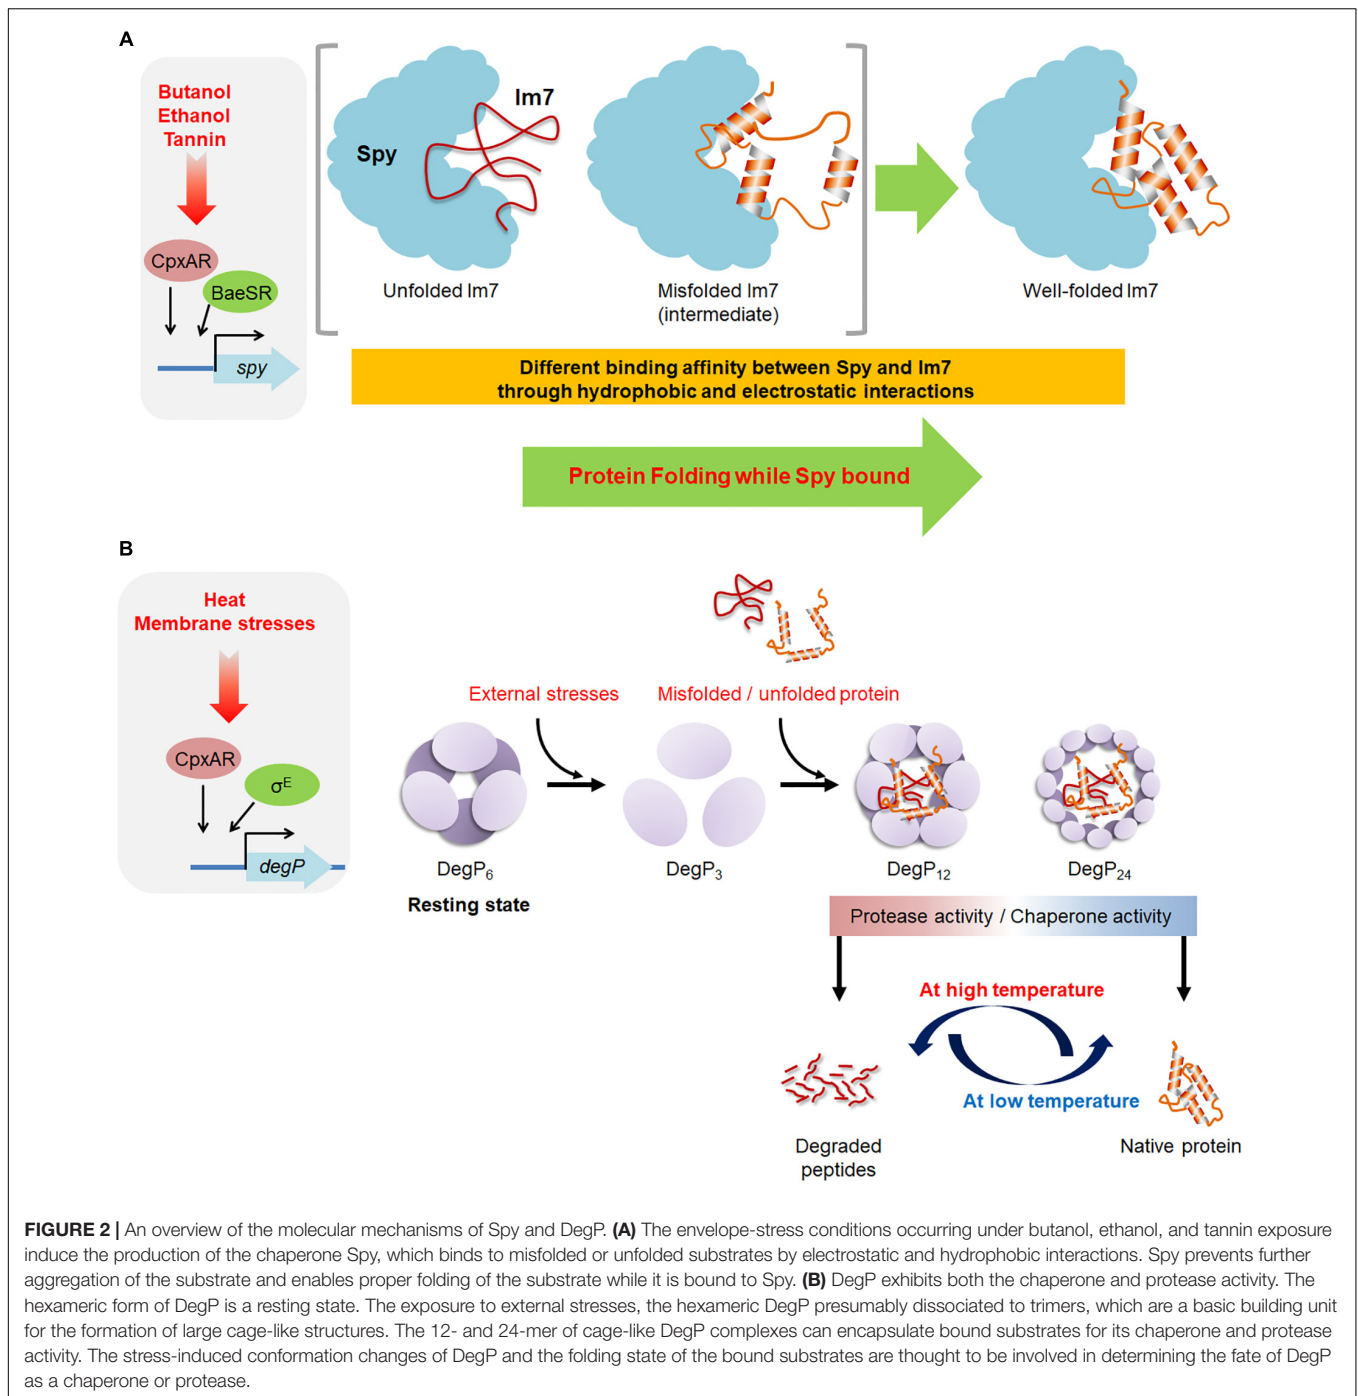 A
Butanol
Ethanol
Tannin
CpxAR
BaeSR
spy
Spy
Im7
Unfolded Im7
Misfolded Im7
(intermediate)
Well-folded Im7
Different binding affinity between Spy and Im7
through hydrophobic and electrostatic interactions
Protein Folding while Spy bound
B
Heat
Membrane stresses
CpxAR
σE
degP
External stresses
Misfolded / unfolded protein
DegP6
Resting state
DegP3
DegP12
DegP24
Protease activity / Chaperone activity
At high temperature
At low temperature
Degraded
peptides
Native protein
FIGURE 2 | An overview of the molecular mechanisms of Spy and DegP. (A) The envelope-stress conditions occurring under butanol, ethanol, and tannin exposure
induce the production of the chaperone Spy, which binds to misfolded or unfolded substrates by electrostatic and hydrophobic interactions. Spy prevents further
aggregation of the substrate and enables proper folding of the substrate while it is bound to Spy. (B) DegP exhibits both the chaperone and protease activity. The
hexameric form of DegP is a resting state. The exposure to external stresses, the hexameric DegP presumably dissociated to trimers, which are a basic building unit
for the formation of large cage-like structures. The 12- and 24-mer of cage-like DegP complexes can encapsulate bound substrates for its chaperone and protease
activity. The stress-induced conformation changes of DegP and the folding state of the bound substrates are thought to be involved in determining the fate of DegP
as a chaperone or protease.